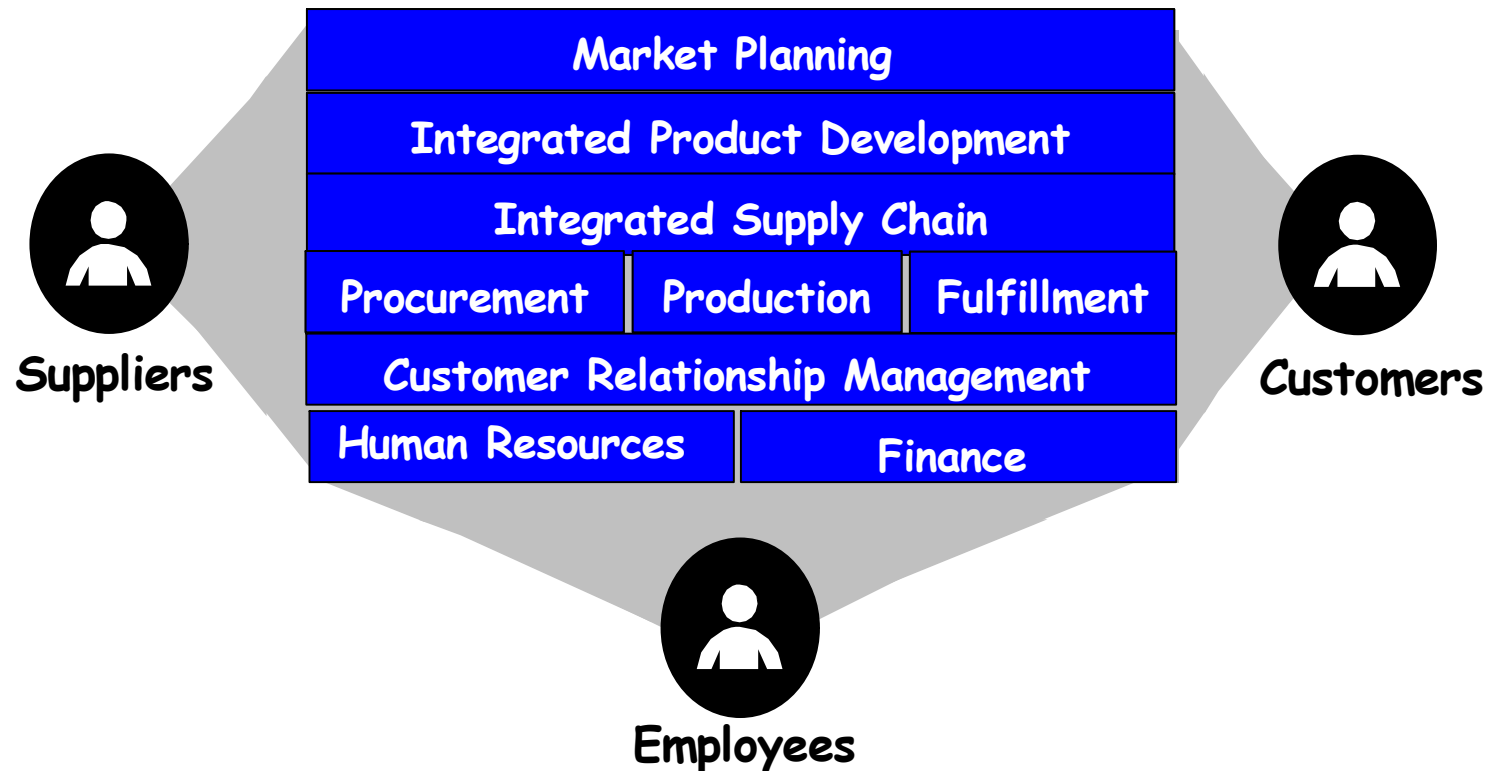 Market Planning
Integrated Product Development
Integrated Supply Chain
Procurement
Production
Fulfillment
Customer Relationship Management
Human Resources
Finance
Suppliers
Customers
Employees